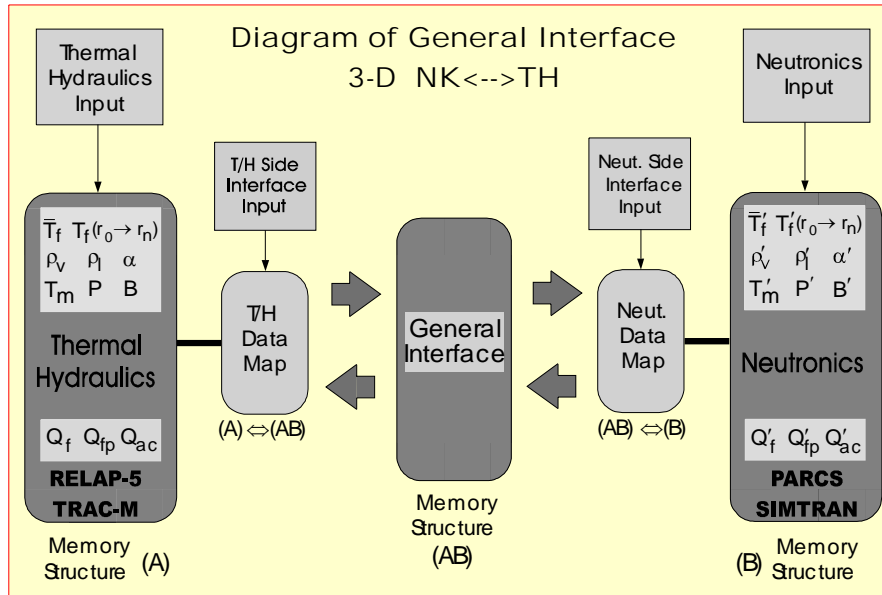 Diagram of General Interface
3-D NK<-->TH
Thermal
Hydraulics
Input
Neutronics
Input
T/H Side
Interface
Input
Neut. Side
Interface
Input
T̄f Tf(r0→ rn)
ρv ρl α
Tm P B
Thermal
Hydraulics
Qf Qfp Qac
RELAP-5
TRAC-M
Memory
Structure (A)
T/H
Data
Map
(A) ⇔(AB)
General
Interface
Memory
Structure
(AB)
Neut.
Data
Map
(AB) ⇔(B)
T̄′f T′f(r0→ rn)
ρ′v ρ′l α′
T′m P′ B′
Neutronics
Q′f Q′fp Q′ac
PARCS
SIMTRAN
(B) Memory
Structure